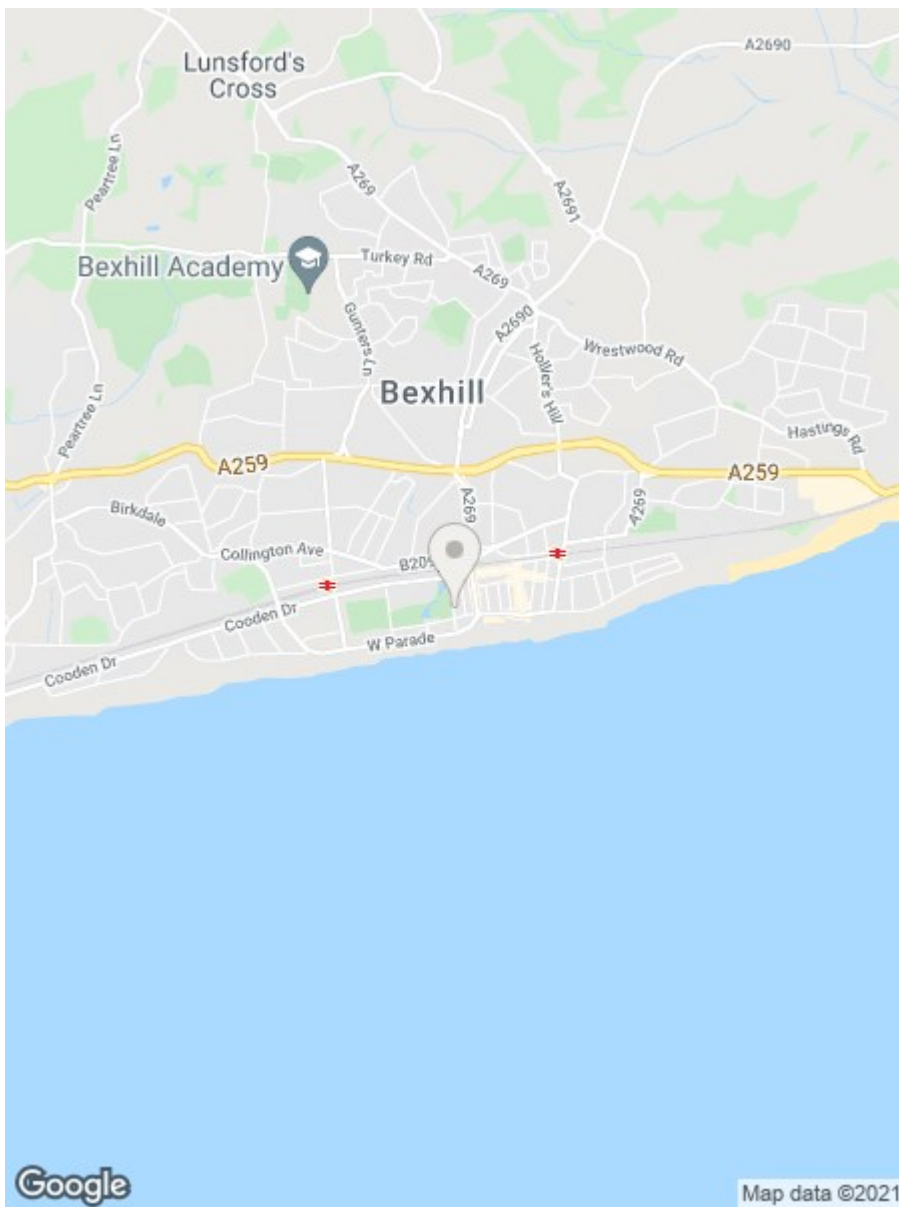 A2690
Lunsford's
Cross
Peartree Ln
A269
A2691
Turkey Rd
Bexhill Academy
A269
Gunters Ln
A2690
Wrestwood Rd
Bexhill
Peartree Ln
Hastings Rd
A259
A259
A269
A269
Birkdale
Collington Ave
Cooden Dr
W Parade
Cooden Dr
Google
Map data ©2021